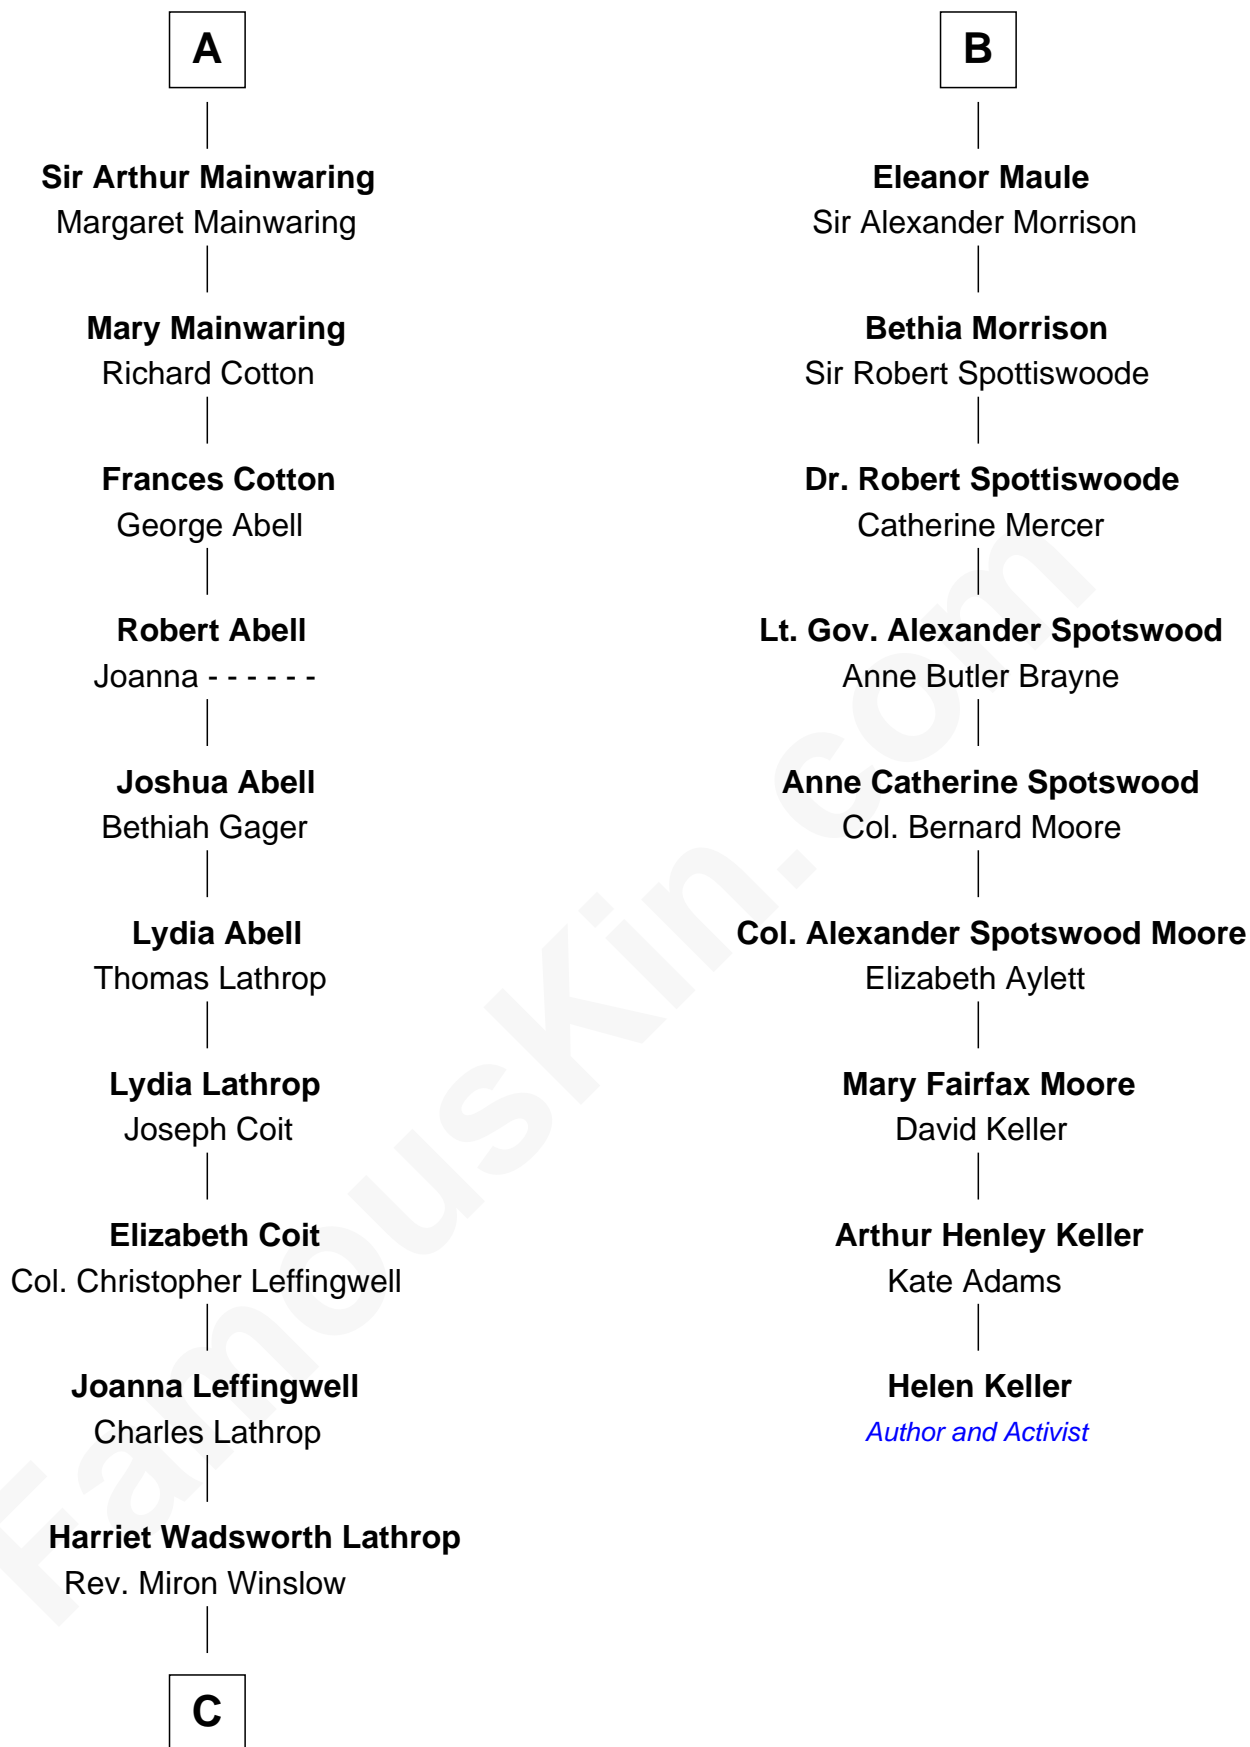 A
Sir Arthur Mainwaring
Margaret Mainwaring
Mary Mainwaring
Richard Cotton
Frances Cotton
George Abell
Robert Abell
Joanna - - - - - -
Joshua Abell
Bethiah Gager
Lydia Abell
Thomas Lathrop
Lydia Lathrop
Joseph Coit
Elizabeth Coit
Col. Christopher Leffingwell
Joanna Leffingwell
Charles Lathrop
Harriet Wadsworth Lathrop
Rev. Miron Winslow
C
B
Eleanor Maule
Sir Alexander Morrison
Bethia Morrison
Sir Robert Spottiswoode
Dr. Robert Spottiswoode
Catherine Mercer
Lt. Gov. Alexander Spotswood
Anne Butler Brayne
Anne Catherine Spotswood
Col. Bernard Moore
Col. Alexander Spotswood Moore
Elizabeth Aylett
Mary Fairfax Moore
David Keller
Arthur Henley Keller
Kate Adams
Helen Keller
Author and Activist
FamousKin.com